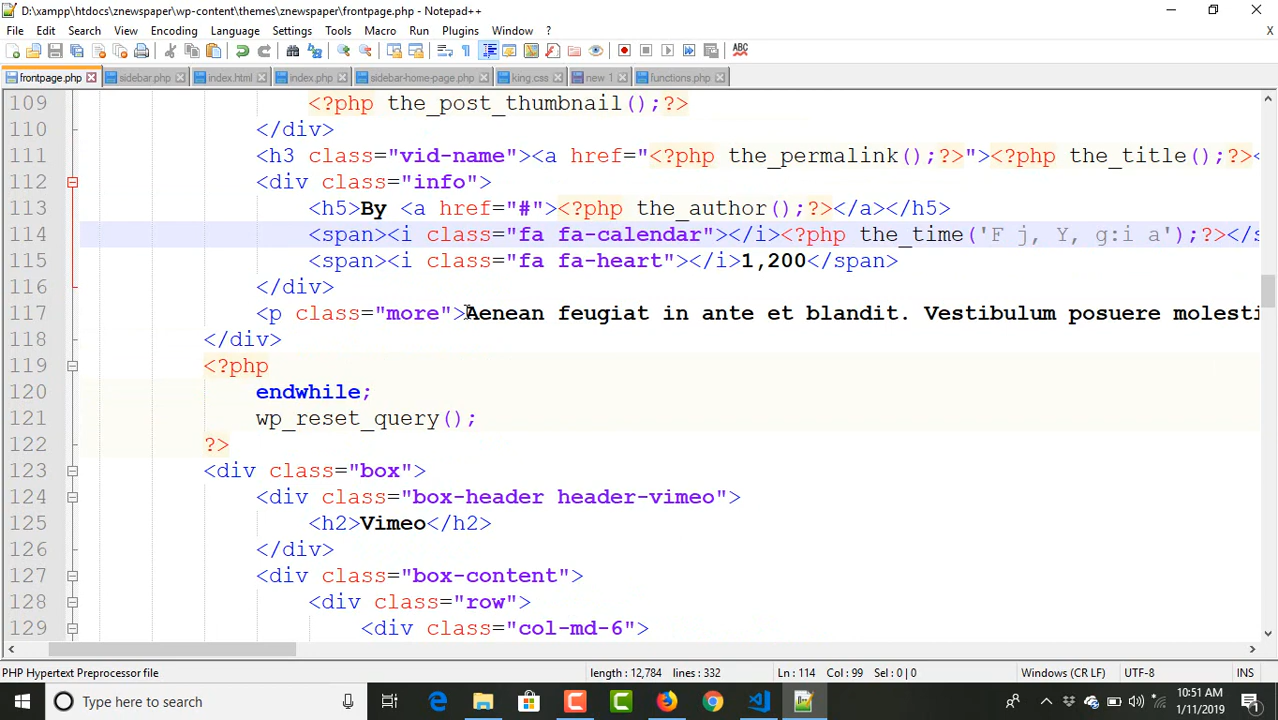 D:\xampp\htdocs\znewspaper\wp-content\themes\znewspaper\frontpage.php - Notepad++
File Edit Search View Encoding Language Settings Tools Macro Run Plugins Window ?
X
frontpage.php sidebar.php index.html index.php sidebar-home-page.php king.css new 1 functions.php
109 <?php the_post_thumbnail();?>
110 </div>
111 <h3 class="vid-name"><a href="<?php the_permalink();?>"><?php the_title();?><
112 <div class="info">
113 <h5>By <a href="#"><?php the_author();?></a></h5>
114 <span><i class="fa fa-calendar"></i><?php the_time('F j, Y, g:i a');?></s
115 <span><i class="fa fa-heart"></i>1,200</span>
116 </div>
117 <p class="more">Aenean feugiat in ante et blandit. Vestibulum posuere molesti
118 </div>
119 <?php
120 endwhile;
121 wp_reset_query();
122 ?>
123 <div class="box">
124 <div class="box-header header-vimeo">
125 <h2>Vimeo</h2>
126 </div>
127 <div class="box-content">
128 <div class="row">
129 <div class="col-md-6">
PHP Hypertext Preprocessor file length : 12,784 lines : 332 Ln : 114 Col : 99 Sel : 0 | 0 Windows (CR LF) UTF-8 INS
Type here to search 10:51 AM
1/11/2019